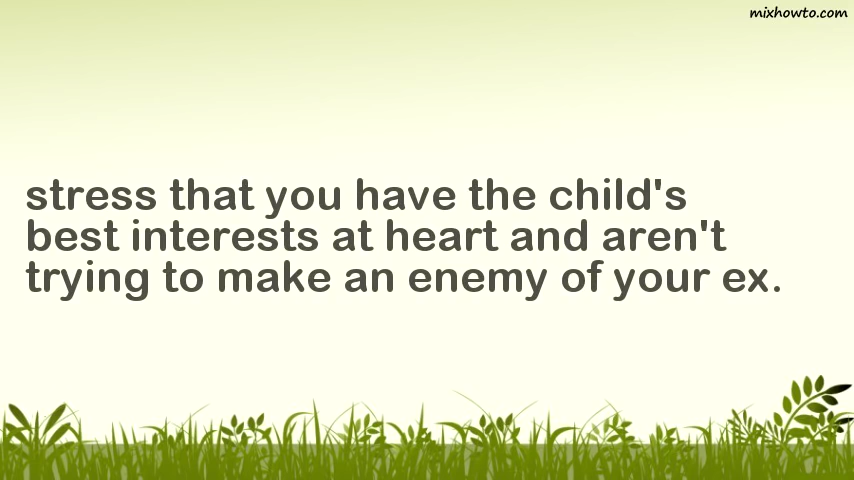 mixhowto.com
stress that you have the child's
best interests at heart and aren't
trying to make an enemy of your ex.